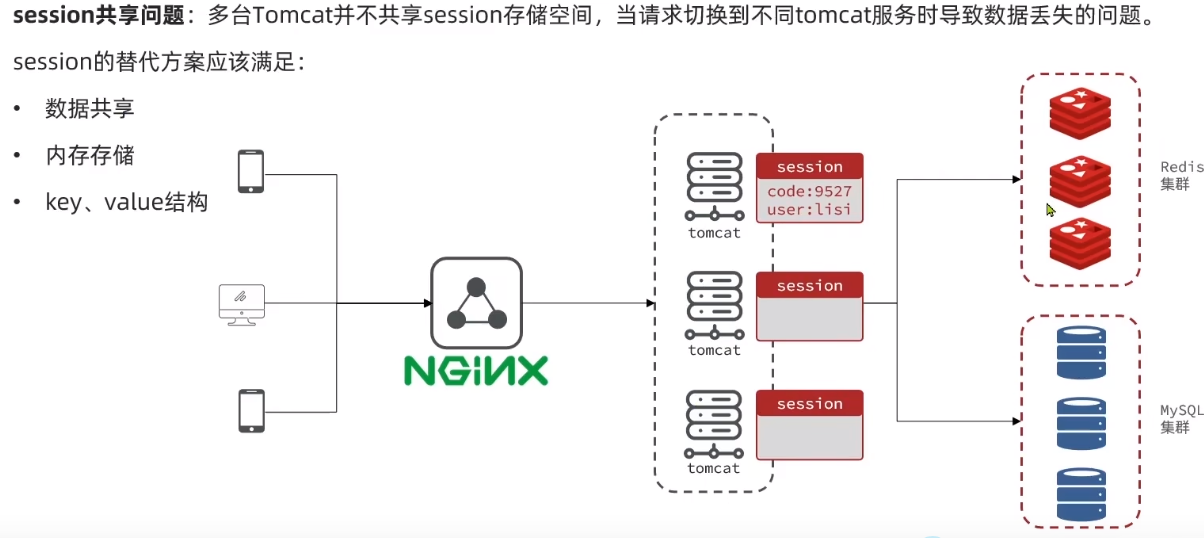 session共享问题：多台Tomcat并不共享session存储空间，当请求切换到不同tomcat服务时导致数据丢失的问题。
session的替代方案应该满足：
• 数据共享
• 内存存储
• key、value结构
NGINX
session
code:9527
user:lisi
tomcat
session
tomcat
session
tomcat
Redis
集群
MySQL
集群